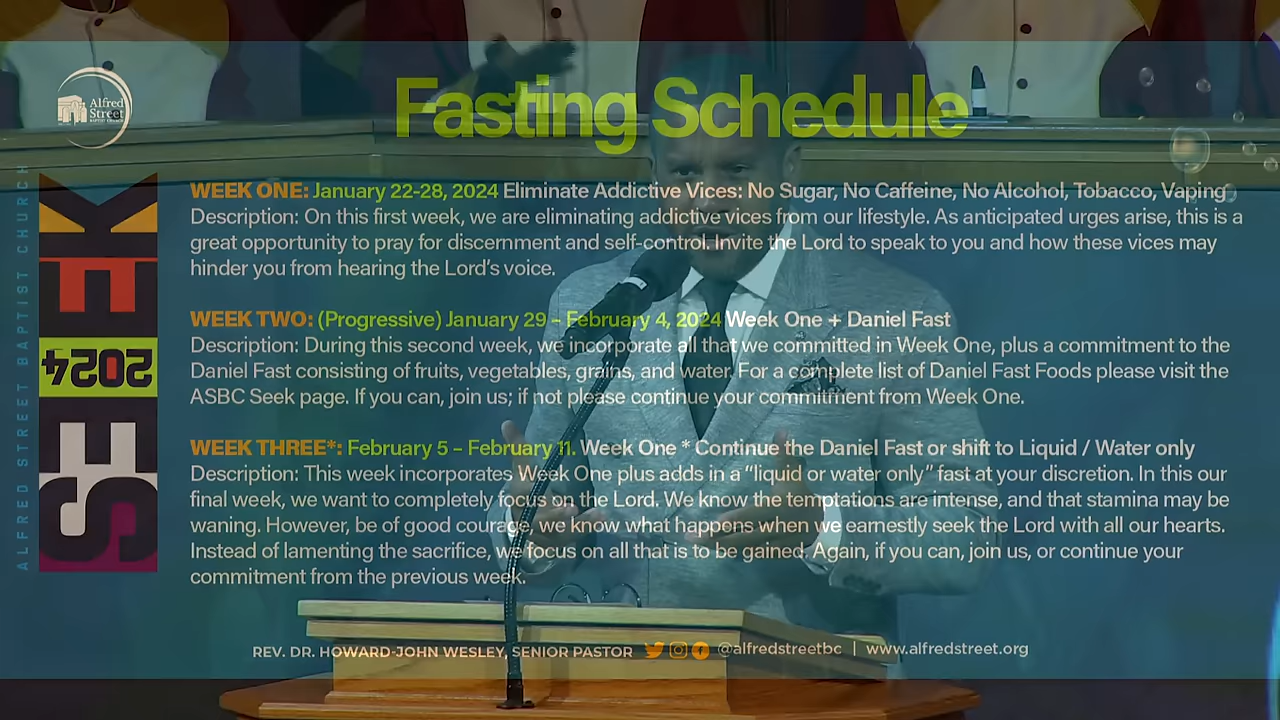 Alfred
Street
BAPTIST CHURCH
Fasting Schedule
ALFRED STREET BAPTIST CHURCH
SEEK
2024
WEEK ONE: January 22-28, 2024 Eliminate Addictive Vices: No Sugar, No Caffeine, No Alcohol, Tobacco, Vaping
Description: On this first week, we are eliminating addictive vices from our lifestyle. As anticipated urges arise, this is a
great opportunity to pray for discernment and self-control. Invite the Lord to speak to you and how these vices may
hinder you from hearing the Lord's voice.
WEEK TWO: (Progressive) January 29 – February 4, 2024 Week One + Daniel Fast
Description: During this second week, we incorporate all that we committed in Week One, plus a commitment to the
Daniel Fast consisting of fruits, vegetables, grains, and water. For a complete list of Daniel Fast Foods please visit the
ASBC Seek page. If you can, join us; if not please continue your commitment from Week One.
WEEK THREE*: February 5 – February 11. Week One * Continue the Daniel Fast or shift to Liquid / Water only
Description: This week incorporates Week One plus adds in a “liquid or water only” fast at your discretion. In this our
final week, we want to completely focus on the Lord. We know the temptations are intense, and that stamina may be
waning. However, be of good courage, we know what happens when we earnestly seek the Lord with all our hearts.
Instead of lamenting the sacrifice, we focus on all that is to be gained. Again, if you can, join us, or continue your
commitment from the previous week.
REV. DR. HOWARD-JOHN WESLEY, SENIOR PASTOR @alfredstreetbc | www.alfredstreet.org